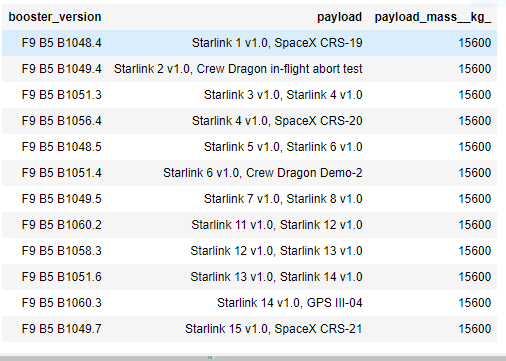 booster_version payload payload_mass__kg_
F9 B5 B1048.4 Starlink 1 v1.0, SpaceX CRS-19 15600
F9 B5 B1049.4 Starlink 2 v1.0, Crew Dragon in-flight abort test 15600
F9 B5 B1051.3 Starlink 3 v1.0, Starlink 4 v1.0 15600
F9 B5 B1056.4 Starlink 4 v1.0, SpaceX CRS-20 15600
F9 B5 B1048.5 Starlink 5 v1.0, Starlink 6 v1.0 15600
F9 B5 B1051.4 Starlink 6 v1.0, Crew Dragon Demo-2 15600
F9 B5 B1049.5 Starlink 7 v1.0, Starlink 8 v1.0 15600
F9 B5 B1060.2 Starlink 11 v1.0, Starlink 12 v1.0 15600
F9 B5 B1058.3 Starlink 12 v1.0, Starlink 13 v1.0 15600
F9 B5 B1051.6 Starlink 13 v1.0, Starlink 14 v1.0 15600
F9 B5 B1060.3 Starlink 14 v1.0, GPS III-04 15600
F9 B5 B1049.7 Starlink 15 v1.0, SpaceX CRS-21 15600